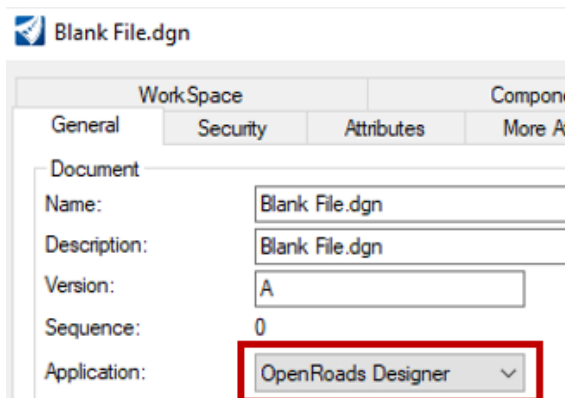 Blank File.dgn
WorkSpace
General Security Attributes
Document
Name: Blank File.dgn
Description: Blank File.dgn
Version: A
Sequence: 0
Application: OpenRoads Designer